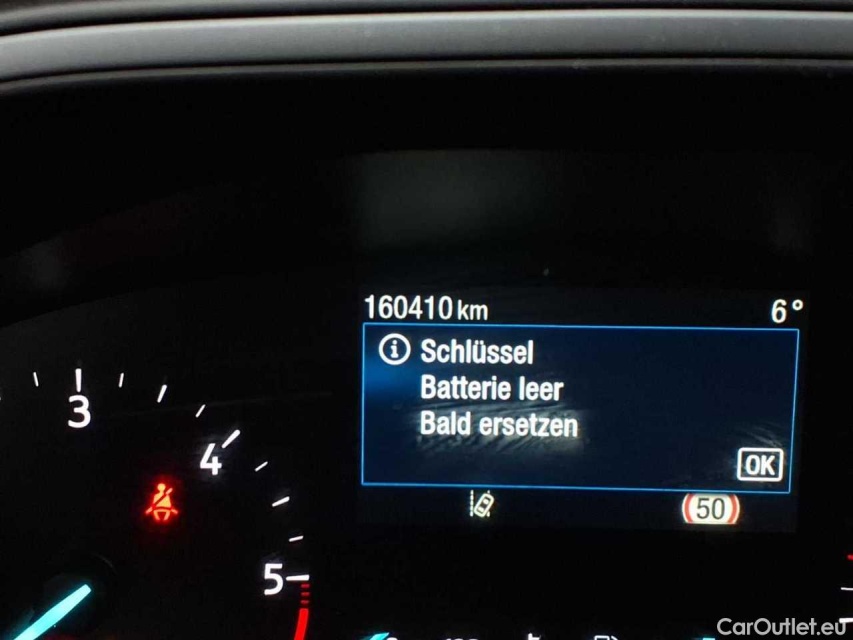 160410 km 6°
Schlüssel
Batterie leer
Bald ersetzen
OK
3
4
50
5
CarOutlet.eu